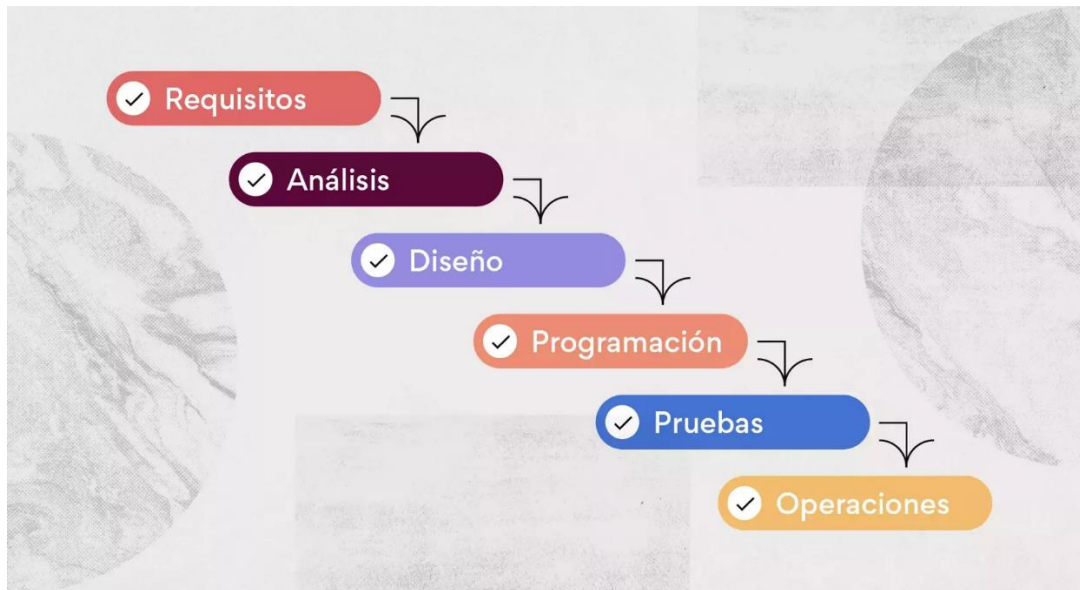 Requisitos
Análisis
Diseño
Programación
Pruebas
Operaciones